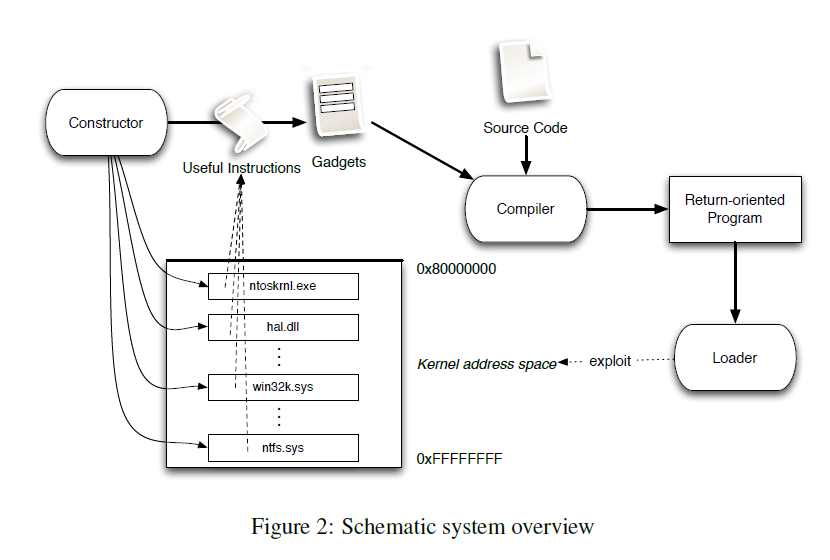 Constructor
Useful Instructions
Gadgets
Source Code
Compiler
Return-oriented
Program
Loader
exploit
Kernel address space
0x80000000
ntoskrnl.exe
hal.dll
win32k.sys
ntfs.sys
0xFFFFFFFF
Figure 2: Schematic system overview